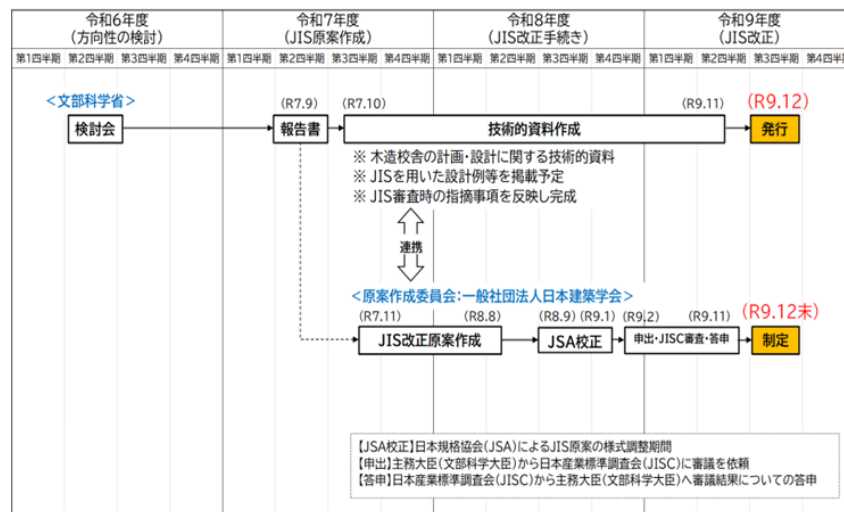 令和6年度 令和7年度 令和8年度 令和9年度
(方向性の検討) (JIS原案作成) (JIS改正手続き) (JIS改正)
第1四半期 第2四半期 第3四半期 第4四半期 第1四半期 第2四半期 第3四半期 第4四半期 第1四半期 第2四半期 第3四半期 第4四半期 第1四半期 第2四半期 第3四半期 第4四半期
<文部科学省> (R7.9) (R7.10) (R9.11) (R9.12)
検討会 報告書 技術的資料作成 発行
※ 木造校舎の計画・設計に関する技術的資料
※ JISを用いた設計例等を掲載予定
※ JIS審査時の指摘事項を反映し完成
連携
<原案作成委員会:一般社団法人日本建築学会>
(R7.11) (R8.8) (R8.9) (R9.1) (R9.2) (R9.11) (R9.12末)
JIS改正原案作成 JSA校正 申出・JISC審査・答申 制定
【JSA校正】日本規格協会(JSA)によるJIS原案の様式調整期間
【申出】主務大臣(文部科学大臣)から日本産業標準調査会(JISC)に審議を依頼
【答申】日本産業標準調査会(JISC)から主務大臣(文部科学大臣)へ審議結果についての答申